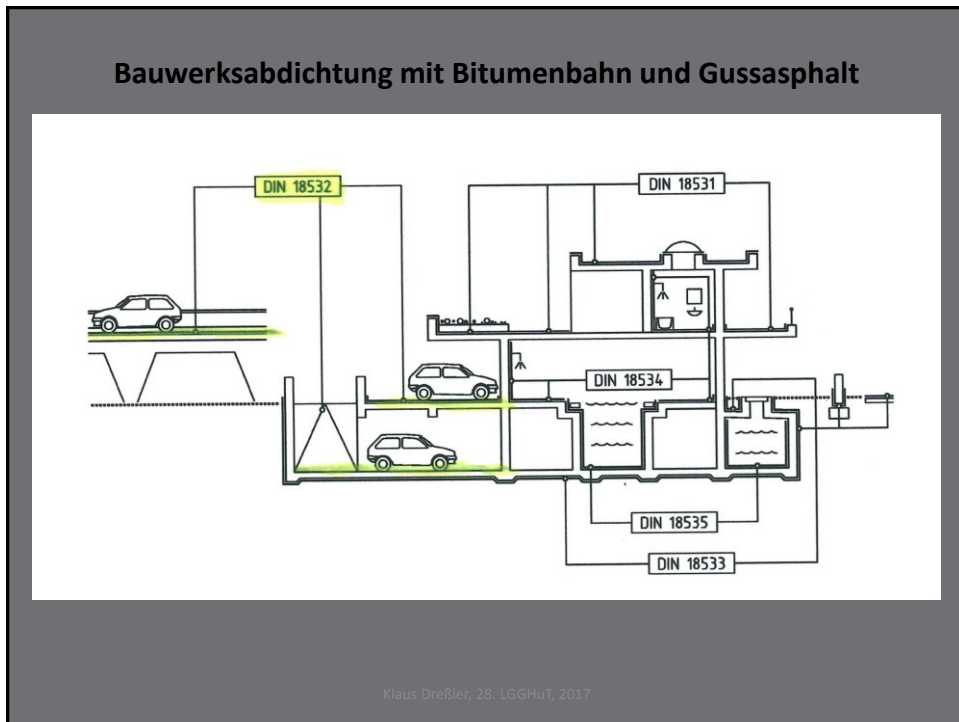 Bauwerksabdichtung mit Bitumenbahn und Gussasphalt
DIN 18532
DIN 18531
DIN 18534
DIN 18535
DIN 18533
Klaus Dreßler, 28. LGGHuT, 2017